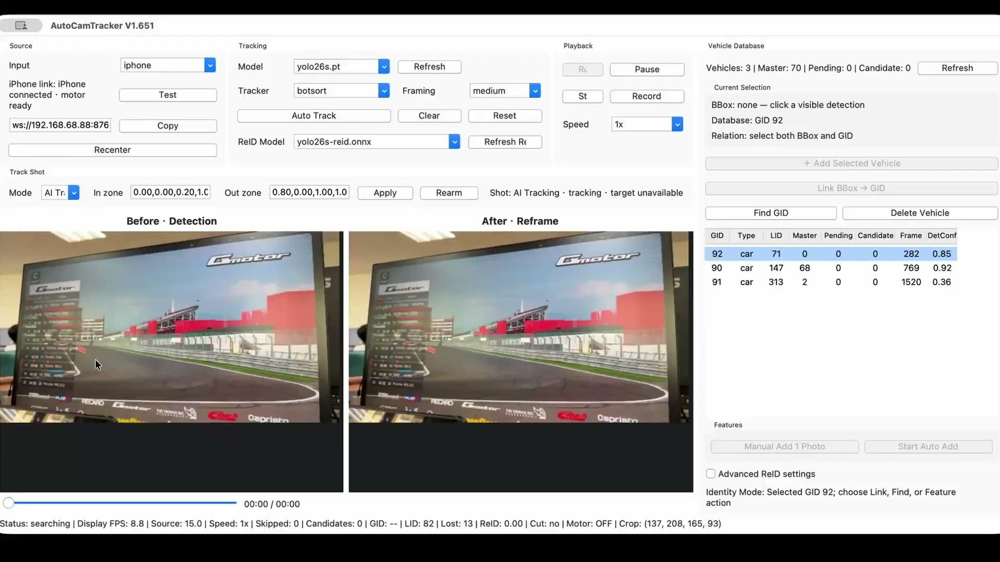 AutoCamTracker V1.651
Source
Input
iphone
iPhone link: iPhone
connected · motor
ready
Test
ws://192.168.68.88:876
Copy
Recenter
Tracking
Model
yolo26s.pt
Refresh
Tracker
botsort
Framing
medium
Auto Track
Clear
Reset
ReID Model
yolo26s-reid.onnx
Refresh Re
Playback
Ru
Pause
St
Record
Speed
1x
Track Shot
Mode
AI Tr
In zone
0.00,0.00,0.20,1.0
Out zone
0.80,0.00,1.00,1.0
Apply
Rearm
Shot: AI Tracking · tracking · target unavailable
Before · Detection
After · Reframe
Gmotor
Gmotor
RECARO
Gmotor
Capristo
Gmotor
Gmotor
RECARO
Gmotor
Capristo
00:00 / 00:00
Status: searching | Display FPS: 8.8 | Source: 15.0 | Speed: 1x | Skipped: 0 | Candidates: 0 | GID: -- | LID: 82 | Lost: 13 | ReID: 0.00 | Cut: no | Motor: OFF | Crop: (137, 208, 165, 93)
Vehicle Database
Vehicles: 3 | Master: 70 | Pending: 0 | Candidate: 0
Refresh
Current Selection
BBox: none — click a visible detection
Database: GID 92
Relation: select both BBox and GID
+ Add Selected Vehicle
Link BBox → GID
Find GID
Delete Vehicle
GID Type LID Master Pending Candidate Frame DetConf
92 car 71 0 0 0 282 0.85
90 car 147 68 0 0 769 0.92
91 car 313 2 0 0 1520 0.36
Features
Manual Add 1 Photo
Start Auto Add
Advanced ReID settings
Identity Mode: Selected GID 92; choose Link, Find, or Feature
action